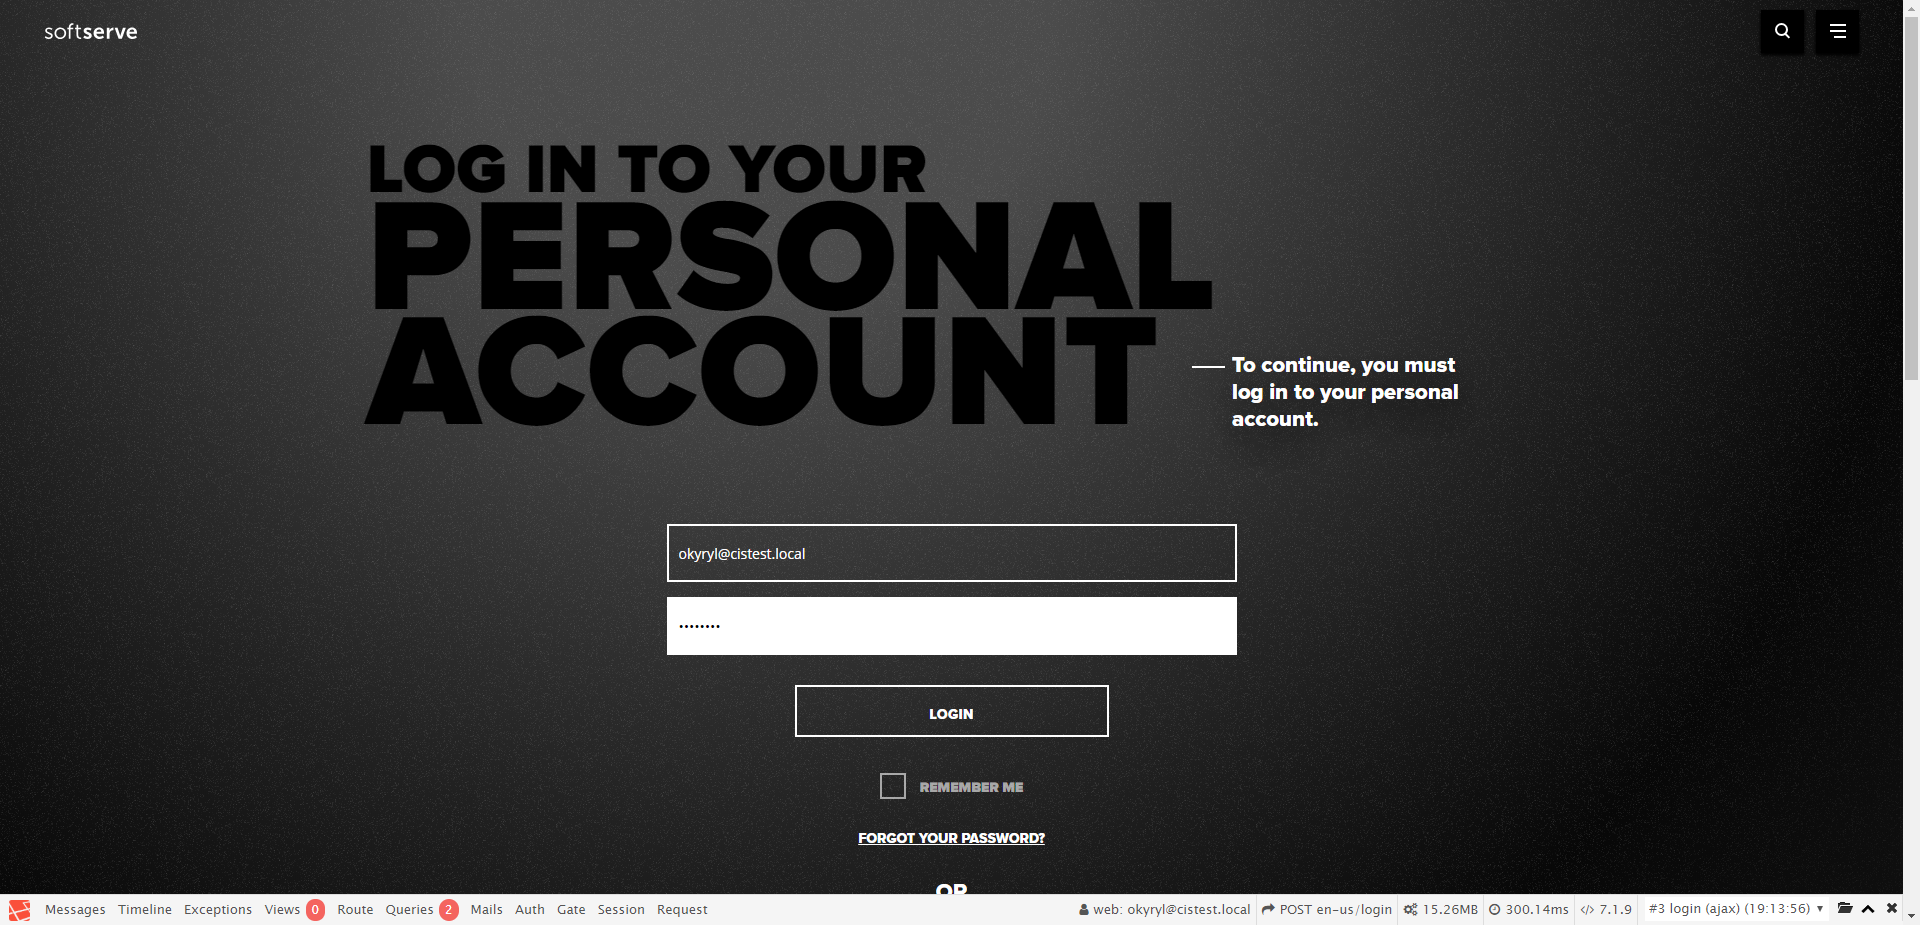 softserve
LOG IN TO YOUR
PERSONAL
ACCOUNT
To continue, you must
log in to your personal
account.
okyryl@cistest.local
••••••••
LOGIN
REMEMBER ME
FORGOT YOUR PASSWORD?
OR
Messages Timeline Exceptions Views 0 Route Queries 2 Mails Auth Gate Session Request web: okyryl@cistest.local POST en-us/login 15.26MB 300.14ms 7.1.9 #3 login (ajax) (19:13:56)